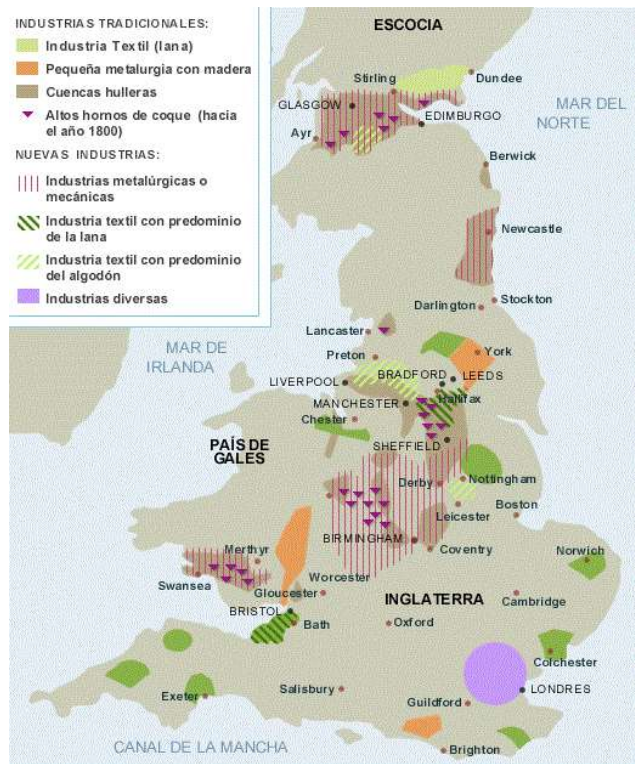 INDUSTRIAS TRADICIONALES:
Industria Textil (lana)
Pequeña metalurgia con madera
Cuencas hulleras
Altos hornos de coque (hacia
el año 1800)
NUEVAS INDUSTRIAS:
Industrias metalúrgicas o
mecánicas
Industria textil con predominio
de la lana
Industria textil con predominio
del algodón
Industrias diversas
ESCOCIA
Stirling
Dundee
GLASGOW
EDIMBURGO
MAR DEL
NORTE
Ayr
Berwick
Newcastle
Darlington
Stockton
Lancaster
MAR DE
IRLANDA
Preton
York
BRADFORD
LEEDS
LIVERPOOL
MANCHESTER
Hallifax
Chester
SHEFFIELD
PAÍS DE
GALES
Derby
Nottingham
Leicester
Boston
BIRMINGHAM
Coventry
Norwich
Merthyr
Worcester
Swansea
Gloucester
INGLATERRA
Cambridge
BRISTOL
Bath
Oxford
Colchester
Exeter
Salisbury
Guildford
LONDRES
CANAL DE LA MANCHA
Brighton